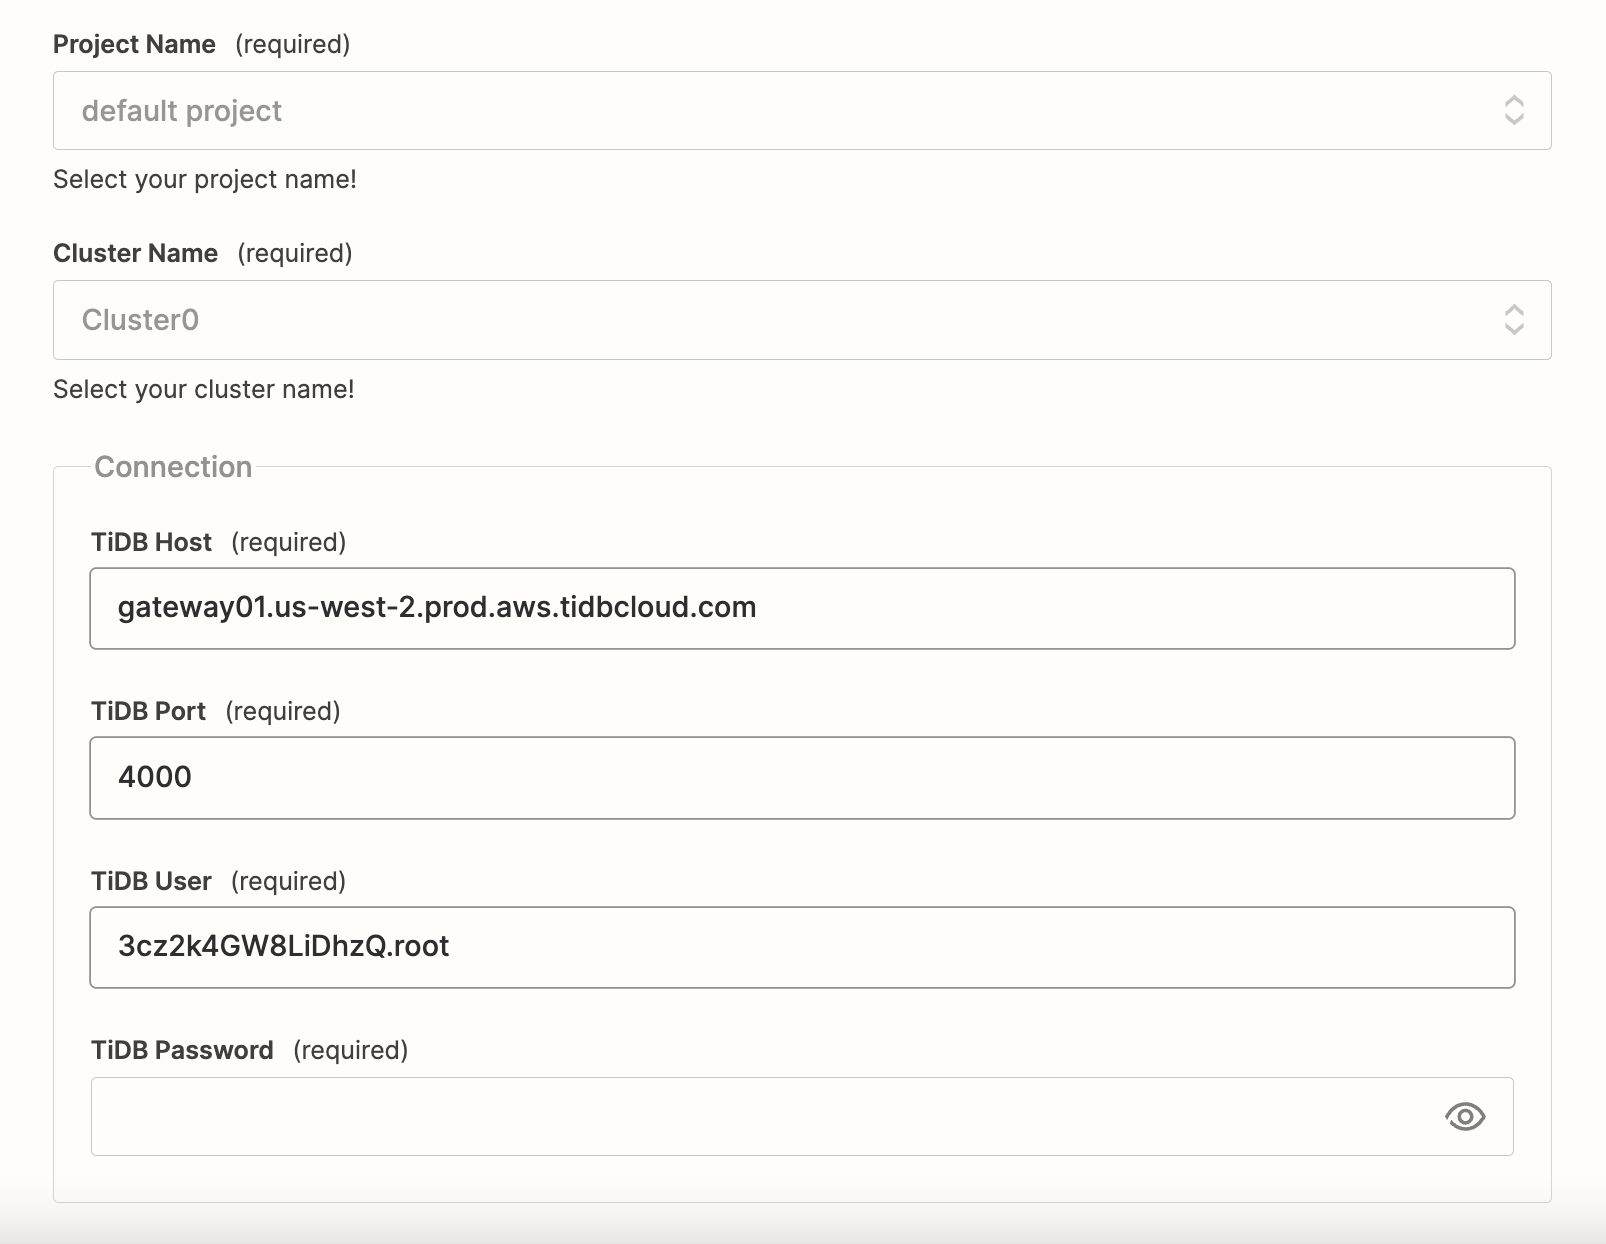 Project Name (required)
default project
Select your project name!
Cluster Name (required)
Cluster0
Select your cluster name!
Connection
TiDB Host (required)
gateway01.us-west-2.prod.aws.tidbcloud.com
TiDB Port (required)
4000
TiDB User (required)
3cz2k4GW8LiDhzQ.root
TiDB Password (required)